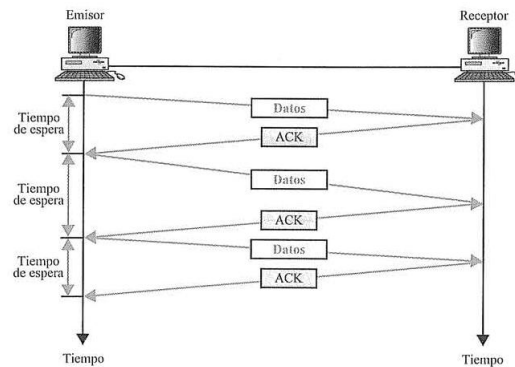 Emisor
Receptor
Datos
Tiempo
de espera
ACK
Datos
Tiempo
de espera
ACK
Datos
Tiempo
de espera
ACK
Tiempo
Tiempo